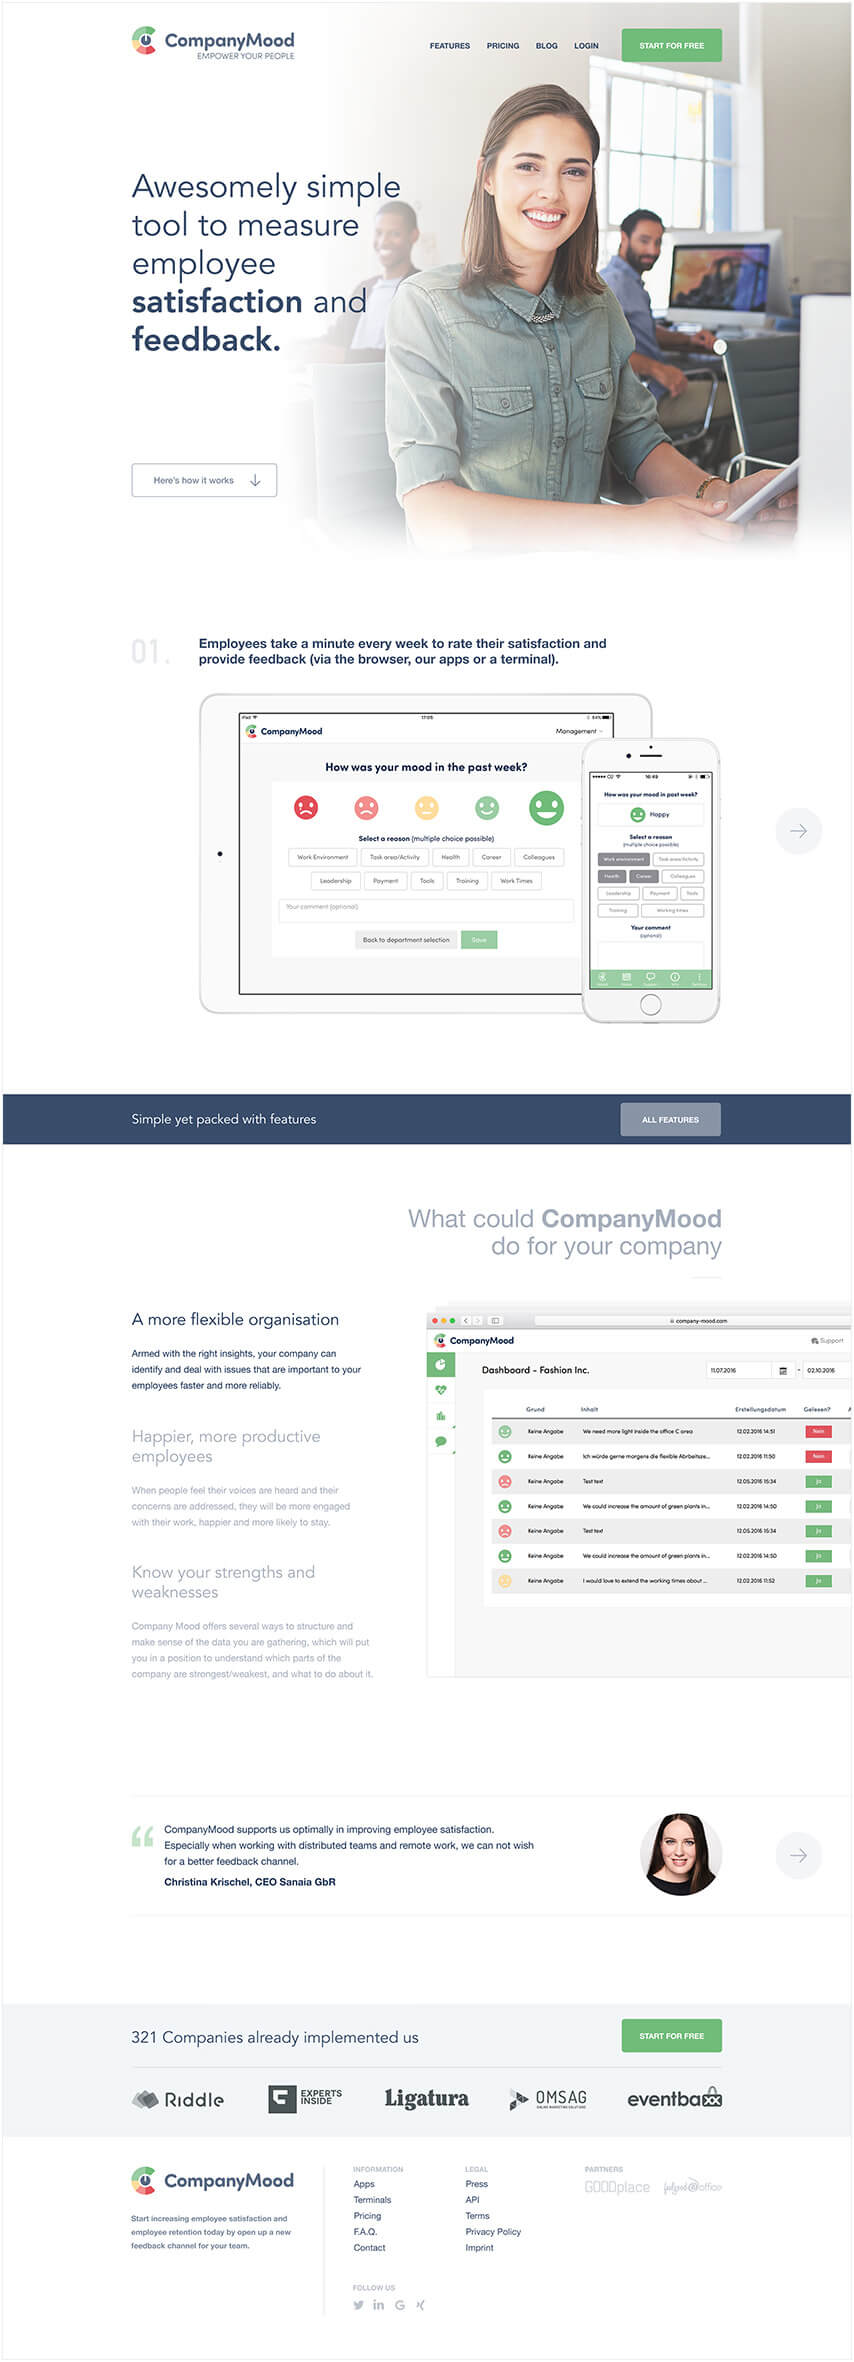 CompanyMood
EMPOWER YOUR PEOPLE
FEATURES PRICING BLOG LOGIN START FOR FREE
Awesomely simple
tool to measure
employee
satisfaction and
feedback.
Here's how it works
01.
Employees take a minute every week to rate their satisfaction and
provide feedback (via the browser, our apps or a terminal).
iPad 17:05 64%
CompanyMood Management
How was your mood in the past week?
Select a reason (multiple choice possible)
Work Environment Task area/Activity Health Career Colleagues
Leadership Payment Tools Training Work Times
Your comment (optional)
Back to department selection Save
O2 16:49
How was your mood in past week?
Happy
Select a reason
(multiple choice possible)
Work environment Task area/Activity
Health Career Colleagues
Leadership Payment Tools
Training Working times
Your comment
(optional)
Simple yet packed with features ALL FEATURES
What could CompanyMood
do for your company
A more flexible organisation
Armed with the right insights, your company can
identify and deal with issues that are important to your
employees faster and more reliably.
Happier, more productive
employees
When people feel their voices are heard and their
concerns are addressed, they will be more engaged
with their work, happier and more likely to stay.
Know your strengths and
weaknesses
Company Mood offers several ways to structure and
make sense of the data you are gathering, which will put
you in a position to understand which parts of the
company are strongest/weakest, and what to do about it.
company-mood.com
CompanyMood Support
Dashboard - Fashion Inc. 11.07.2016 - 02.10.2016
Grund Inhalt Erstellungsdatum Gelesen? A
Keine Angabe We need more light inside the office C area 12.02.2016 14:51 Nein
Keine Angabe Ich würde gerne morgens die flexible Abrbeitsze... 12.02.2016 11:50 Nein
Keine Angabe Test text 12.05.2016 15:34 Ja
Keine Angabe We could increase the amount of green plants in... 12.02.2016 14:50 Ja
Keine Angabe Test text 12.05.2016 15:34 Ja
Keine Angabe We could increase the amount of green plants in... 12.02.2016 14:50 Ja
Keine Angabe I would love to extend the working times about ... 12.02.2016 11:52 Ja
CompanyMood supports us optimally in improving employee satisfaction.
Especially when working with distributed teams and remote work, we can not wish
for a better feedback channel.
Christina Krischel, CEO Sanaia GbR
321 Companies already implemented us START FOR FREE
Riddle
EXPERTS
INSIDE
Ligatura
OMSAG
ONLINE MARKETING SOLUTIONS
eventbaxx
CompanyMood
Start increasing employee satisfaction and
employee retention today by open up a new
feedback channel for your team.
INFORMATION
Apps
Terminals
Pricing
F.A.Q.
Contact
LEGAL
Press
API
Terms
Privacy Policy
Imprint
PARTNERS
GOODplace feelgood@office
FOLLOW US